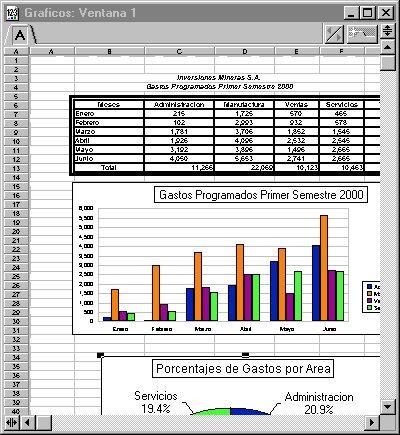 Graficos: Ventana 1
A
A A B C D E F
1
2
3 Inversiones Mineras S.A.
4 Gastos Programados Primer Semestre 2000
5
6 Meses Administracion Manufactura Ventas Servicios
7 Enero 215 1,725 570 465
8 Febrero 102 2,993 932 578
9 Marzo 1,781 3,706 1,852 1,545
10 Abril 1,926 4,096 2,532 2,545
11 Mayo 3,192 3,896 1,496 2,665
12 Junio 4,050 5,653 2,741 2,665
13 Total 11,266 22,069 10,123 10,463
14
15
16 Gastos Programados Primer Semestre 2000
17 6,000
18 5,500
19 5,000
20 4,500
21 4,000
22 3,500
23 3,000
24 2,500
25 2,000
26 1,500
27 1,000
28 500
29 0
30 Enero Febrero Marzo Abril Mayo Junio
31
32
33
34
35 Porcentajes de Gastos por Area
36
37
38 Servicios Administracion
39 19.4% 20.9%
40